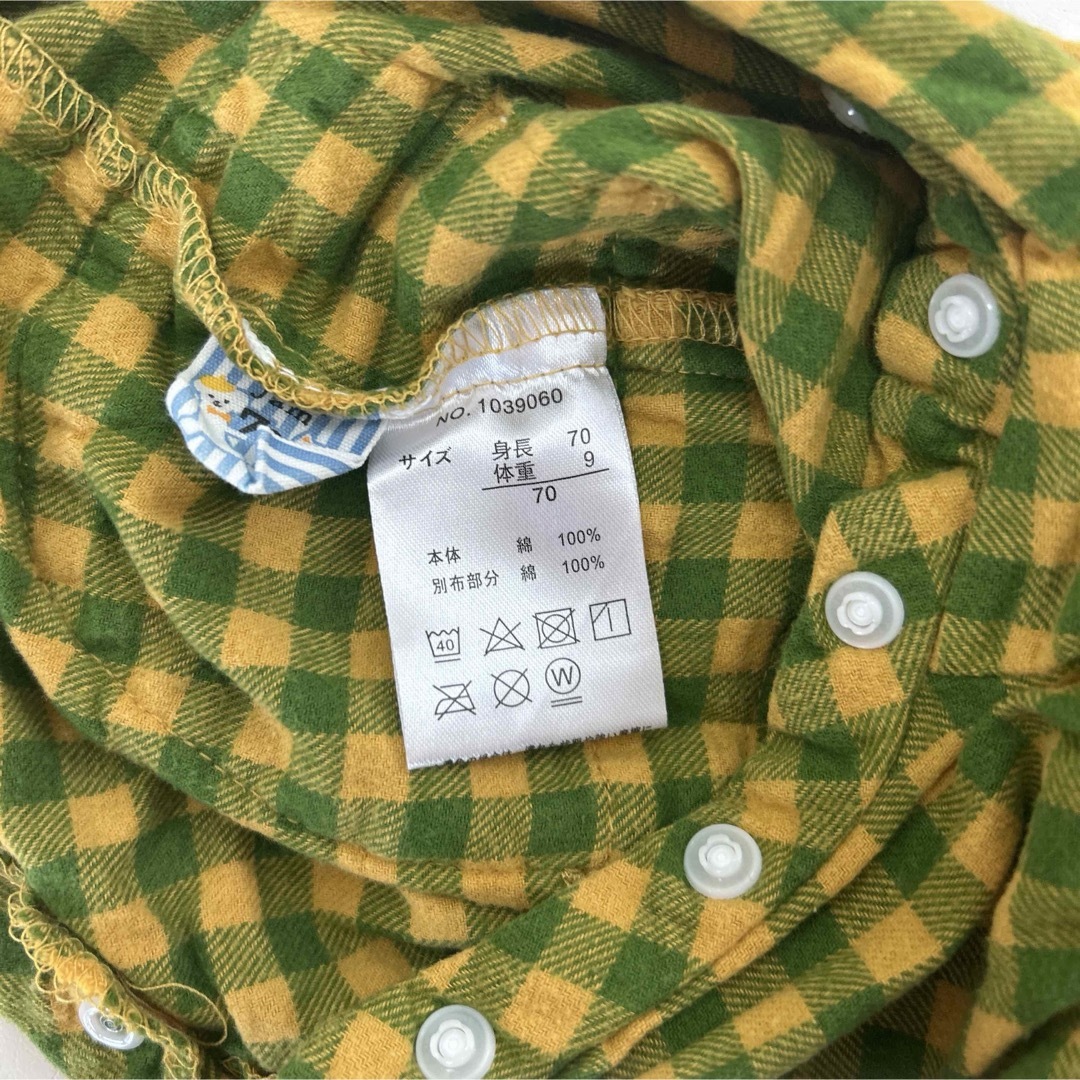 NO. 1039060
サイズ 身長 70
体重 9
70
本体 綿 100%
別布部分 綿 100%
40
W